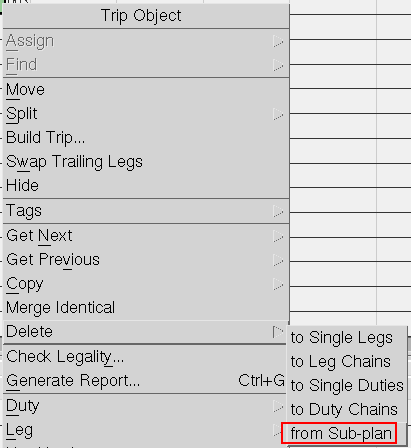 Trip Object
Assign
Find
Move
Split
Build Trip...
Swap Trailing Legs
Hide
Tags
Get Next
Get Previous
Copy
Merge Identical
Delete
to Single Legs
to Leg Chains
to Single Duties
to Duty Chains
from Sub-plan
Check Legality...
Generate Report... Ctrl+G
Duty
Leg